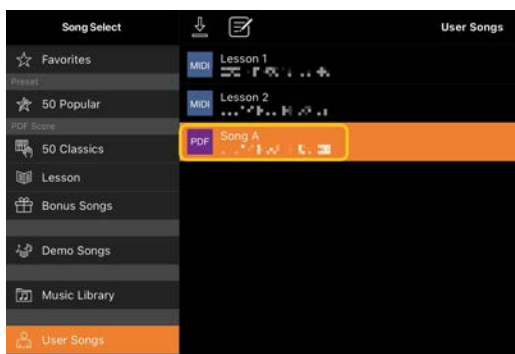 Song Select
User Songs
Favorites
Preset
50 Popular
PDF Score
50 Classics
Lesson
Bonus Songs
Demo Songs
Music Library
User Songs
MIDI
Lesson 1
MIDI
Lesson 2
PDF
Song A